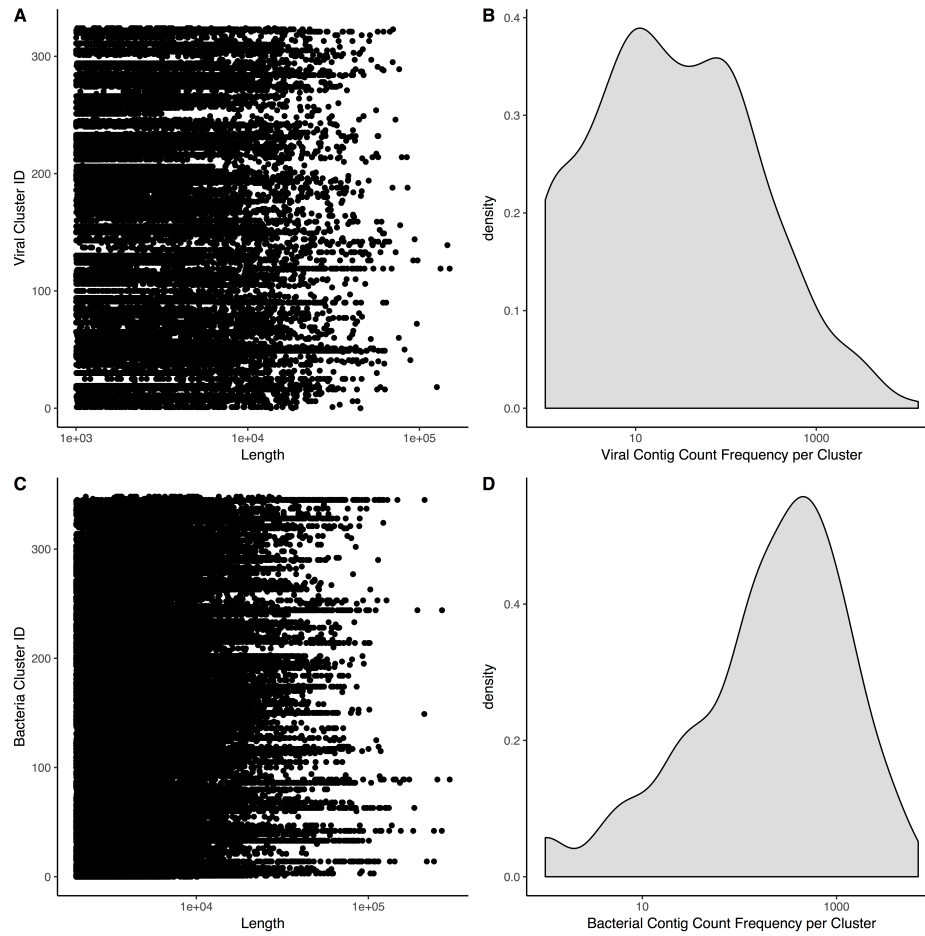 A
300
200
100
0
Viral Cluster ID
1e+03 1e+04 1e+05
Length
B
0.4
0.3
0.2
0.1
0.0
density
10 1000
Viral Contig Count Frequency per Cluster
C
300
200
100
0
Bacteria Cluster ID
1e+04 1e+05
Length
D
0.4
0.2
0.0
density
10 1000
Bacterial Contig Count Frequency per Cluster